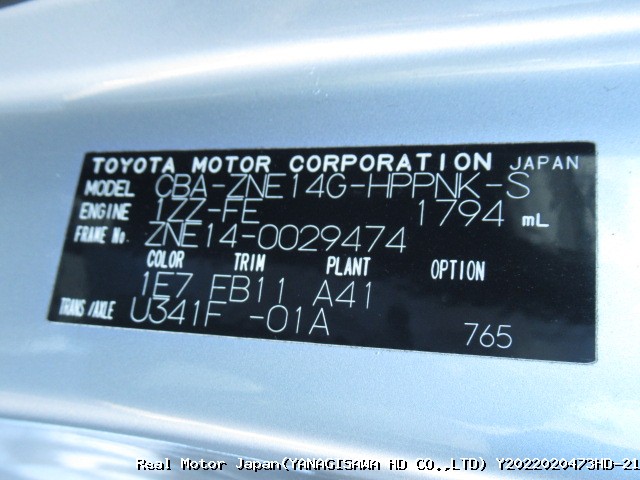 TOYOTA MOTOR CORPORATION JAPAN
MODEL CBA-ZNE14G-HPPNK-S
ENGINE 1ZZ-FE 1794 mL
FRAME No. ZNE14-0029474
COLOR TRIM PLANT OPTION
1E7 FB11 A41
TRANS/AXLE U341F -01A 765
Real Motor Japan(YANAGISAWA HD CO.,LTD) Y2022020473HD-21